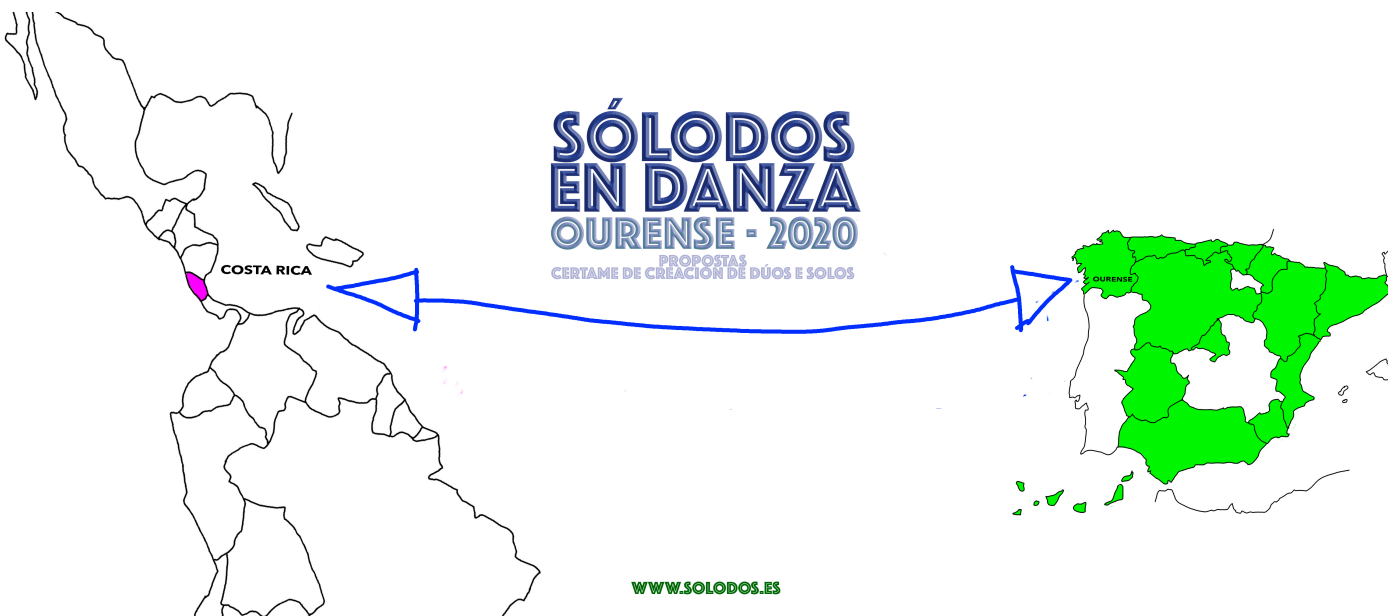 SÓLODOS
EN DANZA
OURENSE - 2020
PROPOSTAS
CERTAME DE CREACIÓN DE DÚOS E SOLOS
COSTA RICA
OURENSE
WWW.SOLODOS.ES